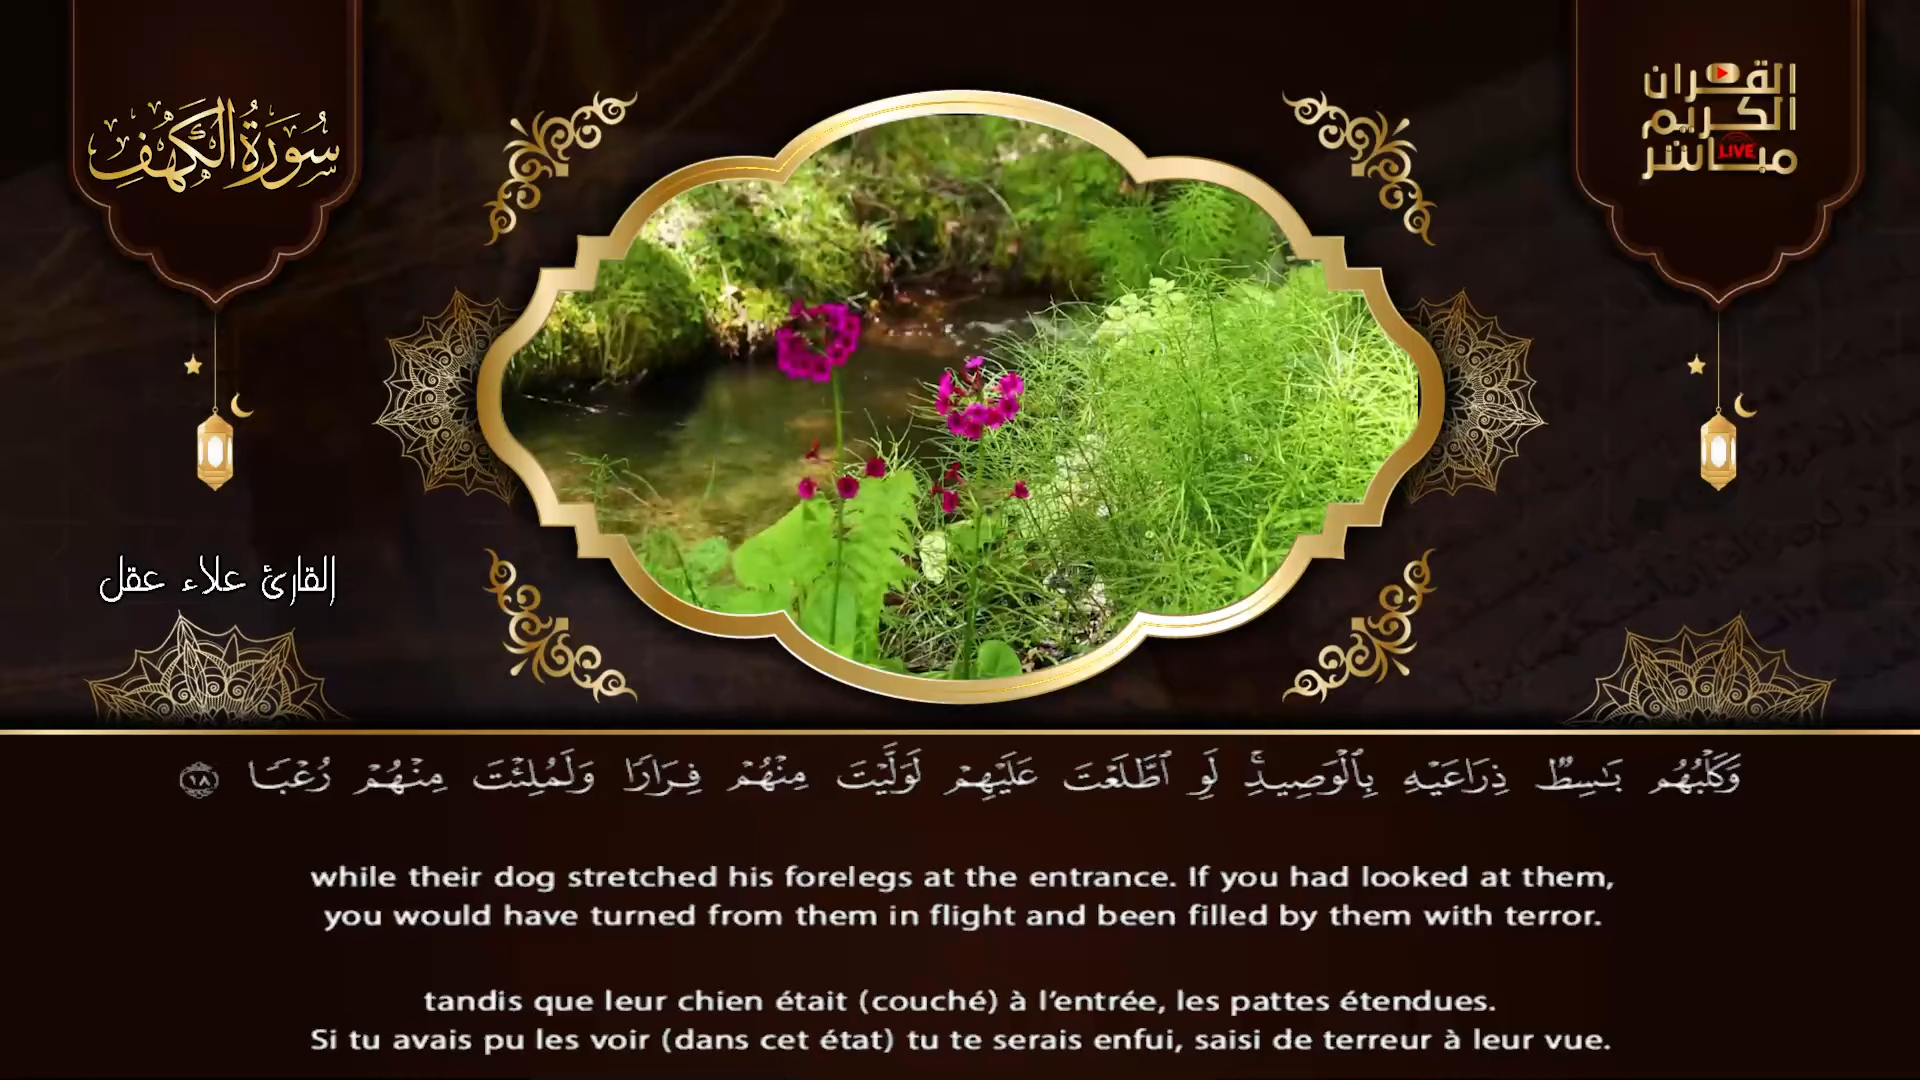 سُورَةُ الكَهْفِ
القرآن
الكريم
مباشر
LIVE
القارئ علاء عقل
وَكَلْبُهُم بَـٰسِطٌ ذِرَاعَيْهِ بِٱلْوَصِيدِ ۚ لَوِ ٱطَّلَعْتَ عَلَيْهِمْ لَوَلَّيْتَ مِنْهُمْ فِرَارًا وَلَمُلِئْتَ مِنْهُمْ رُعْبًا ١٨
while their dog stretched his forelegs at the entrance. If you had looked at them,
you would have turned from them in flight and been filled by them with terror.
tandis que leur chien était (couché) à l’entrée, les pattes étendues.
Si tu avais pu les voir (dans cet état) tu te serais enfui, saisi de terreur à leur vue.